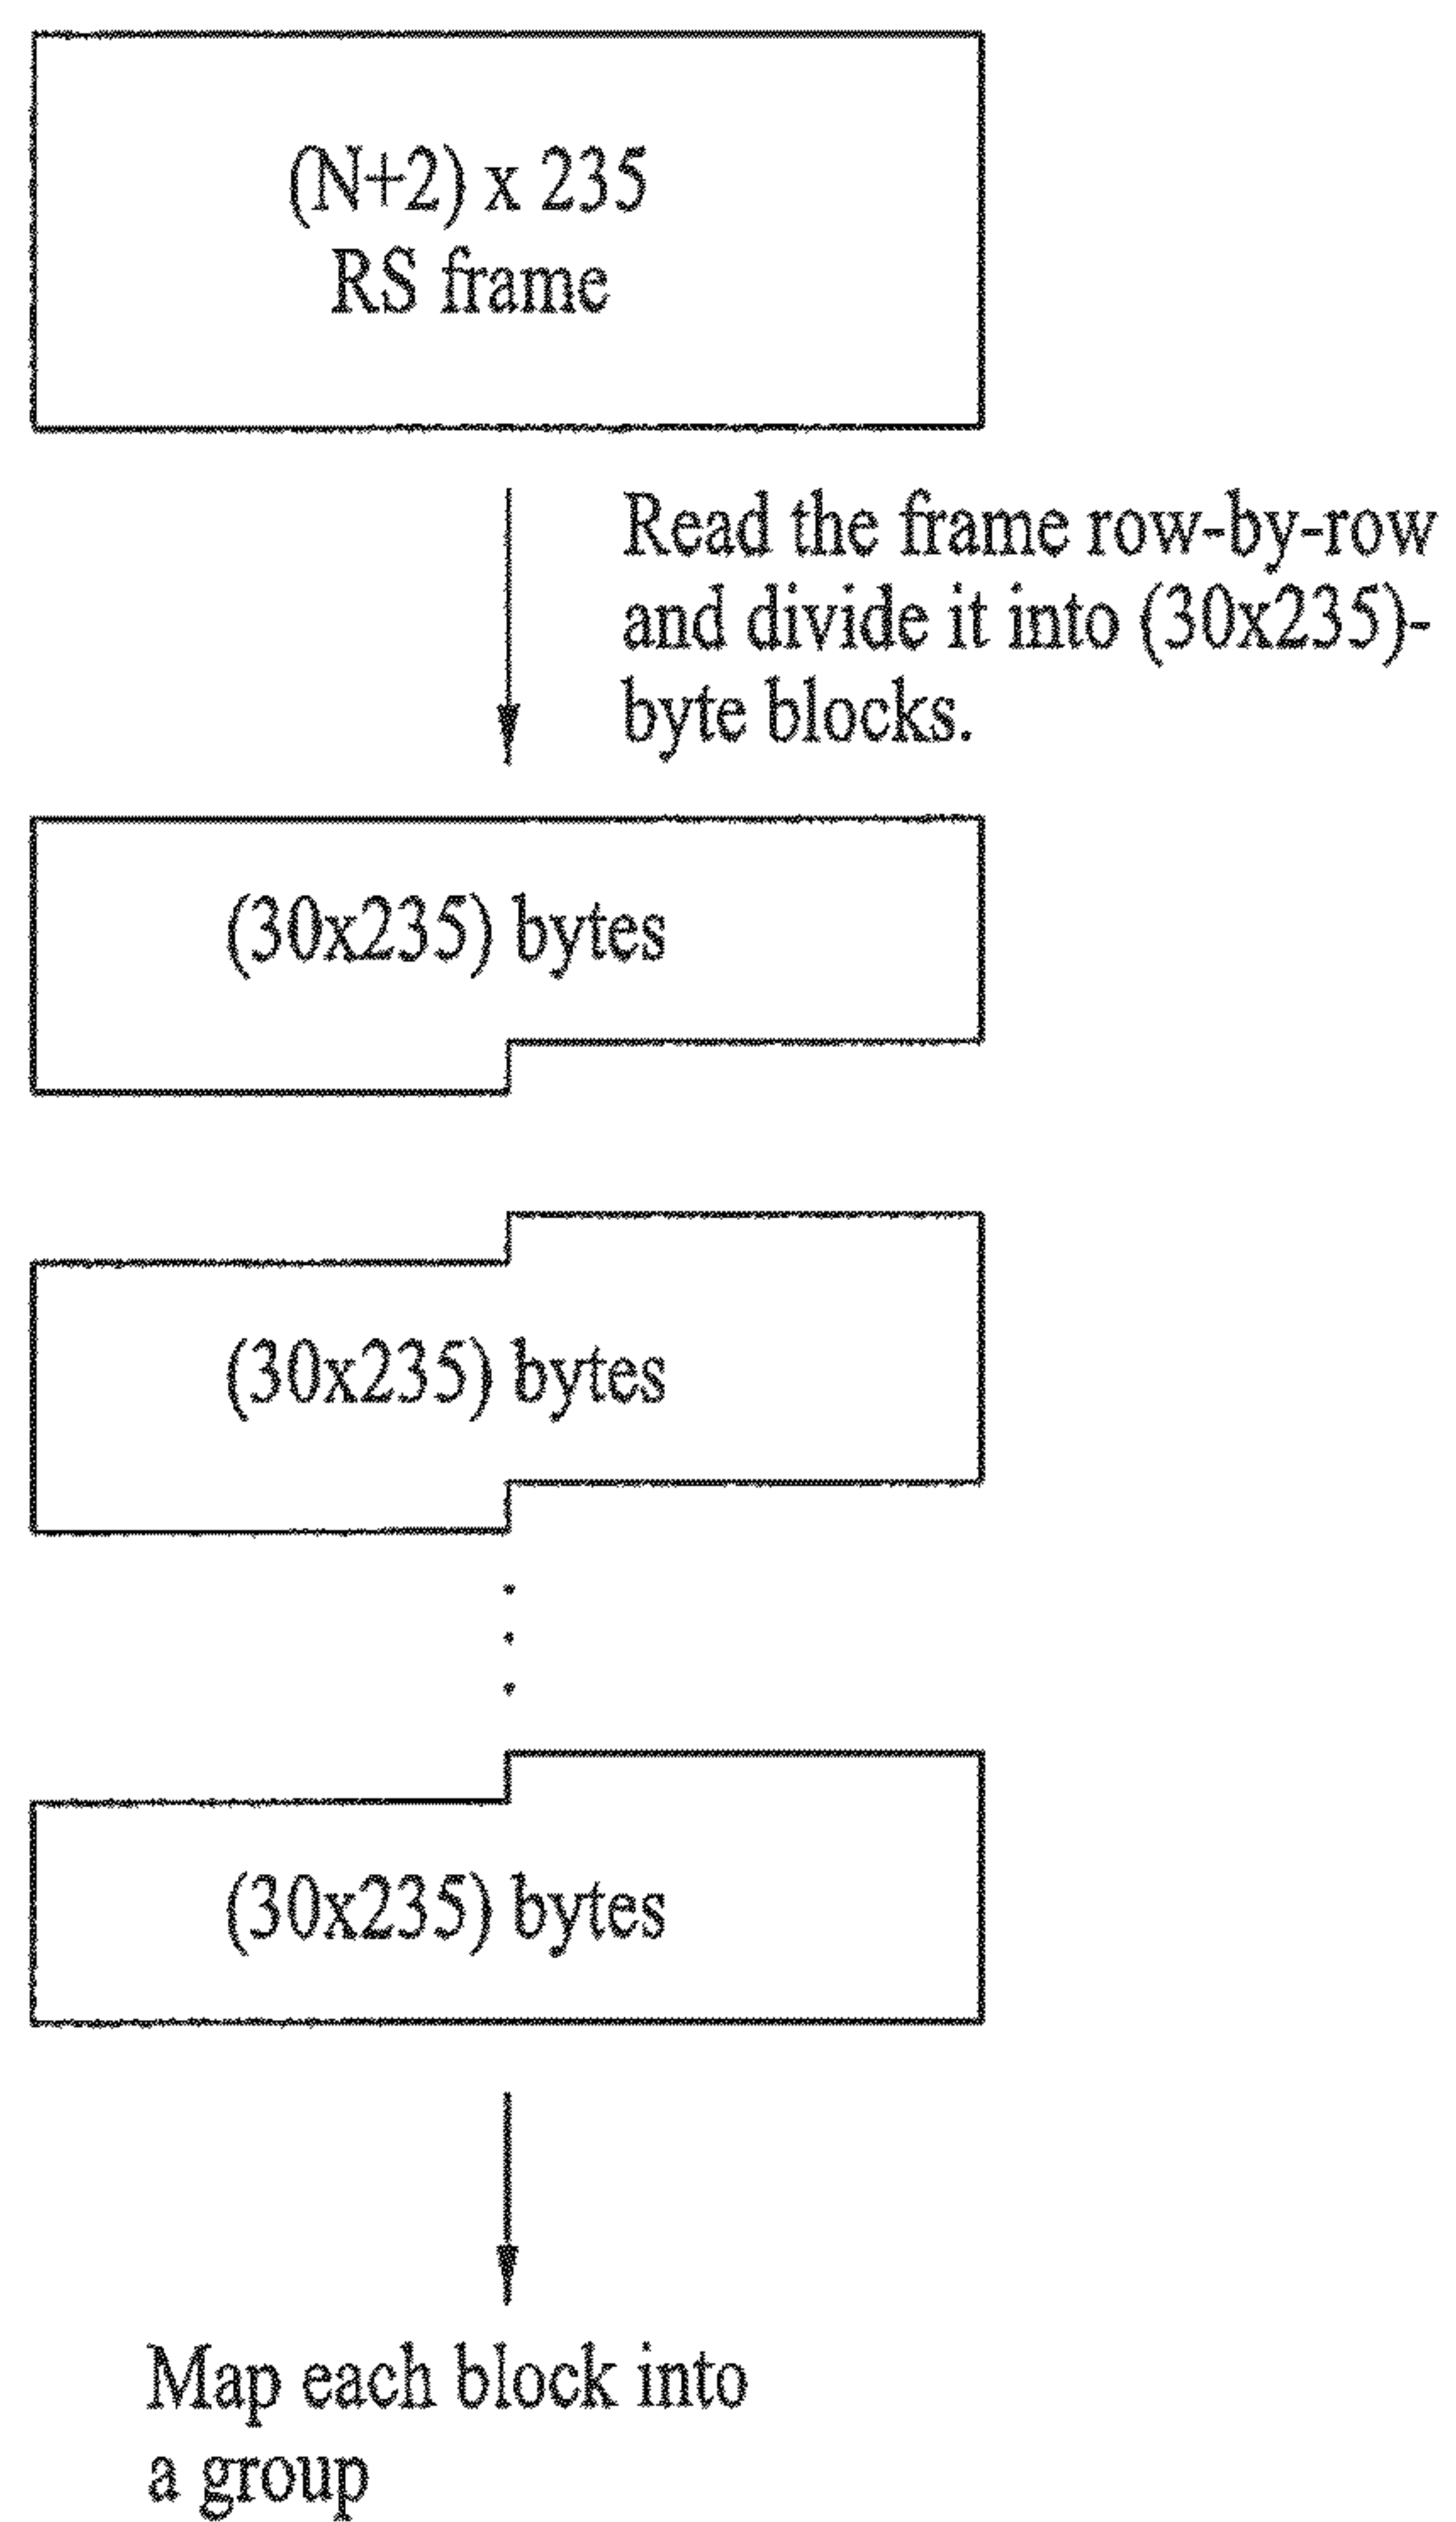 (N+2) x 235
RS frame
Read the frame row-by-row
and divide it into (30x235)-
byte blocks.
(30x235) bytes
(30x235) bytes
(30x235) bytes
Map each block into
a group